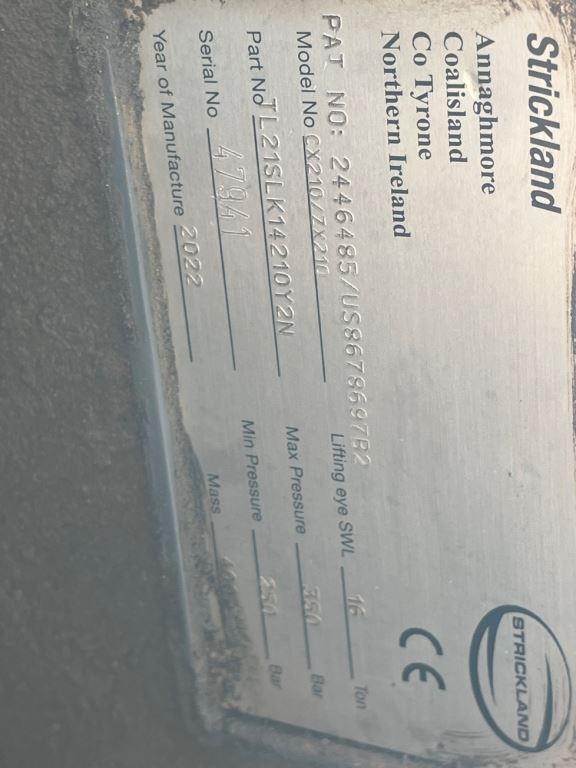 Strickland
STRICKLAND
Annaghmore
Coalisland
Co Tyrone
Northern Ireland
CE
PAT NO: 2446485/US8678697B2
Model No CX210/ZX210
Lifting eye SWL 16 Ton
Part No TL21SLK14210Y2N
Max Pressure 350 Bar
Serial No 47941
Min Pressure 250 Bar
Year of Manufacture 2022
Mass